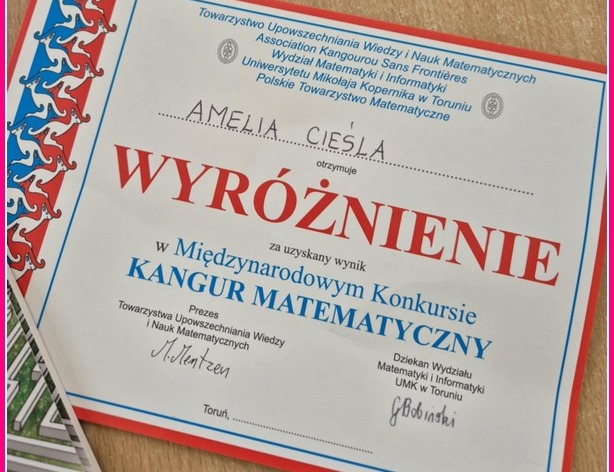 Towarzystwo Upowszechniania Wiedzy i Nauk Matematycznych
Association Kangourou Sans Frontières
Wydział Matematyki i Informatyki
Uniwersytetu Mikołaja Kopernika w Toruniu
Polskie Towarzystwo Matematyczne
AMELIA CIEŚLA
otrzymuje
WYRÓŻNIENIE
za uzyskany wynik
w Międzynarodowym Konkursie
KANGUR MATEMATYCZNY
Prezes
Towarzystwa Upowszechniania Wiedzy
i Nauk Matematycznych
M. Mentzen
Dziekan Wydziału
Matematyki i Informatyki
UMK w Toruniu
G Bobiński
Toruń, ........................................